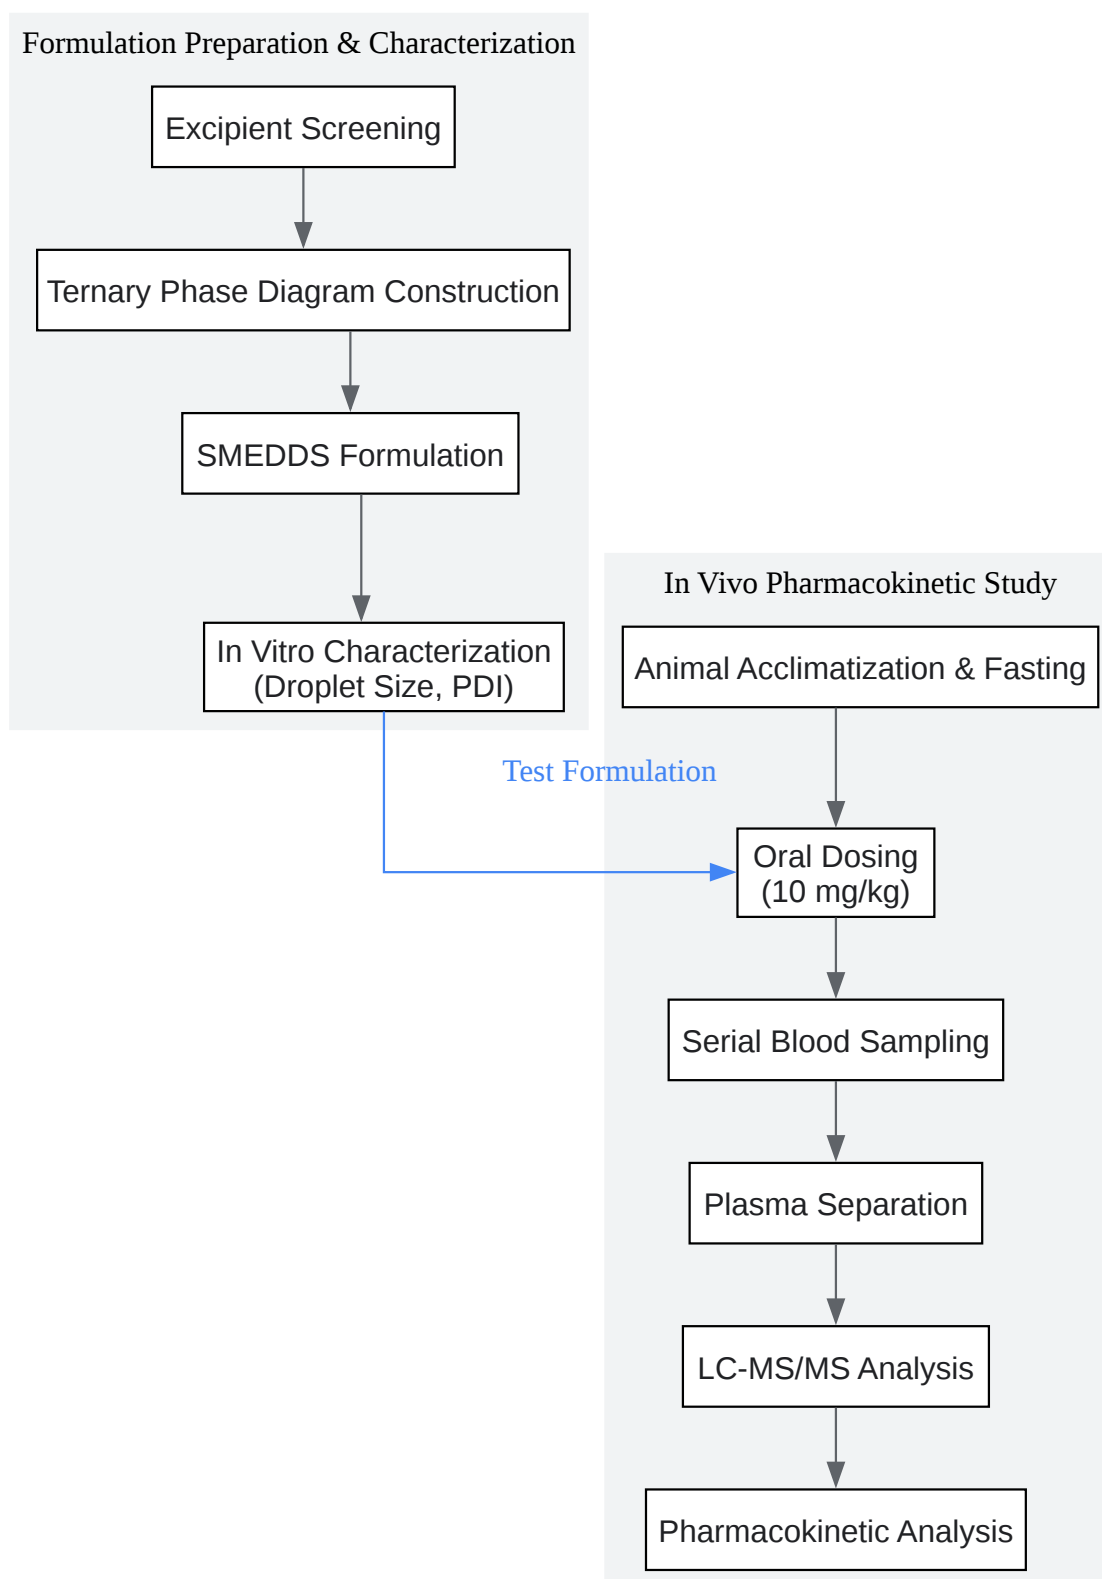 Formulation Preparation & Characterization
Excipient Screening
Ternary Phase Diagram Construction
SMEDDS Formulation
In Vitro Characterization
(Droplet Size, PDI)
In Vivo Pharmacokinetic Study
Animal Acclimatization & Fasting
Test Formulation
Oral Dosing
(10 mg/kg)
Serial Blood Sampling
Plasma Separation
LC-MS/MS Analysis
Pharmacokinetic Analysis